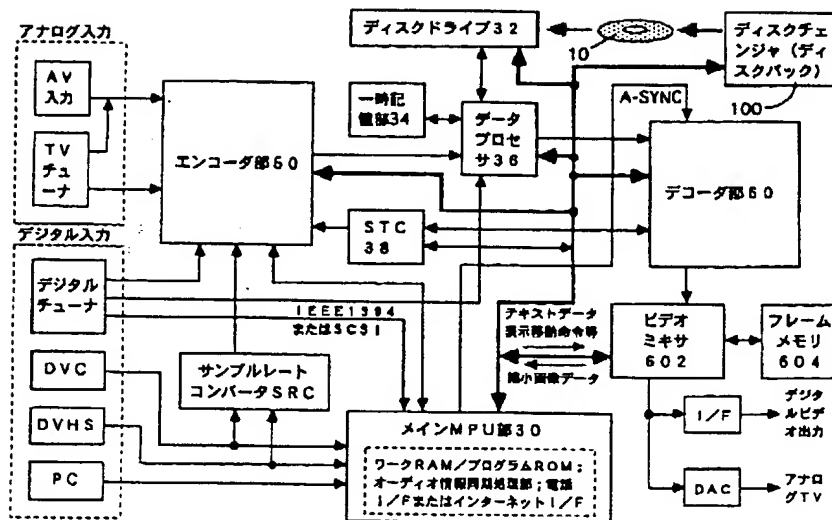 アナログ入力
AV
入力
TV
チュ
ーナ
デジタル入力
デジタル
チューナ
DVC
DVHS
PC
エンコーダ部50
サンプルレート
コンバータSRC
IEEE1394
またはSCSI
ディスクドライブ32
一時記
憶部34
データ
プロセ
サ36
STC
38
10
ディスクチェ
ンジャ(ディ
スクパック)
100
A-SYNC
デコーダ部60
テキストデータ
表示移動命令等
縮小画像データ
ビデオ
ミキサ
602
フレーム
メモリ
604
I/F
デジタ
ルビデ
オ出力
DAC
アナロ
グTV
メインMPU部30
ワークRAM/プログラムROM;
オーディオ情報同期処理部;電話
I/FまたはインターネットI/F